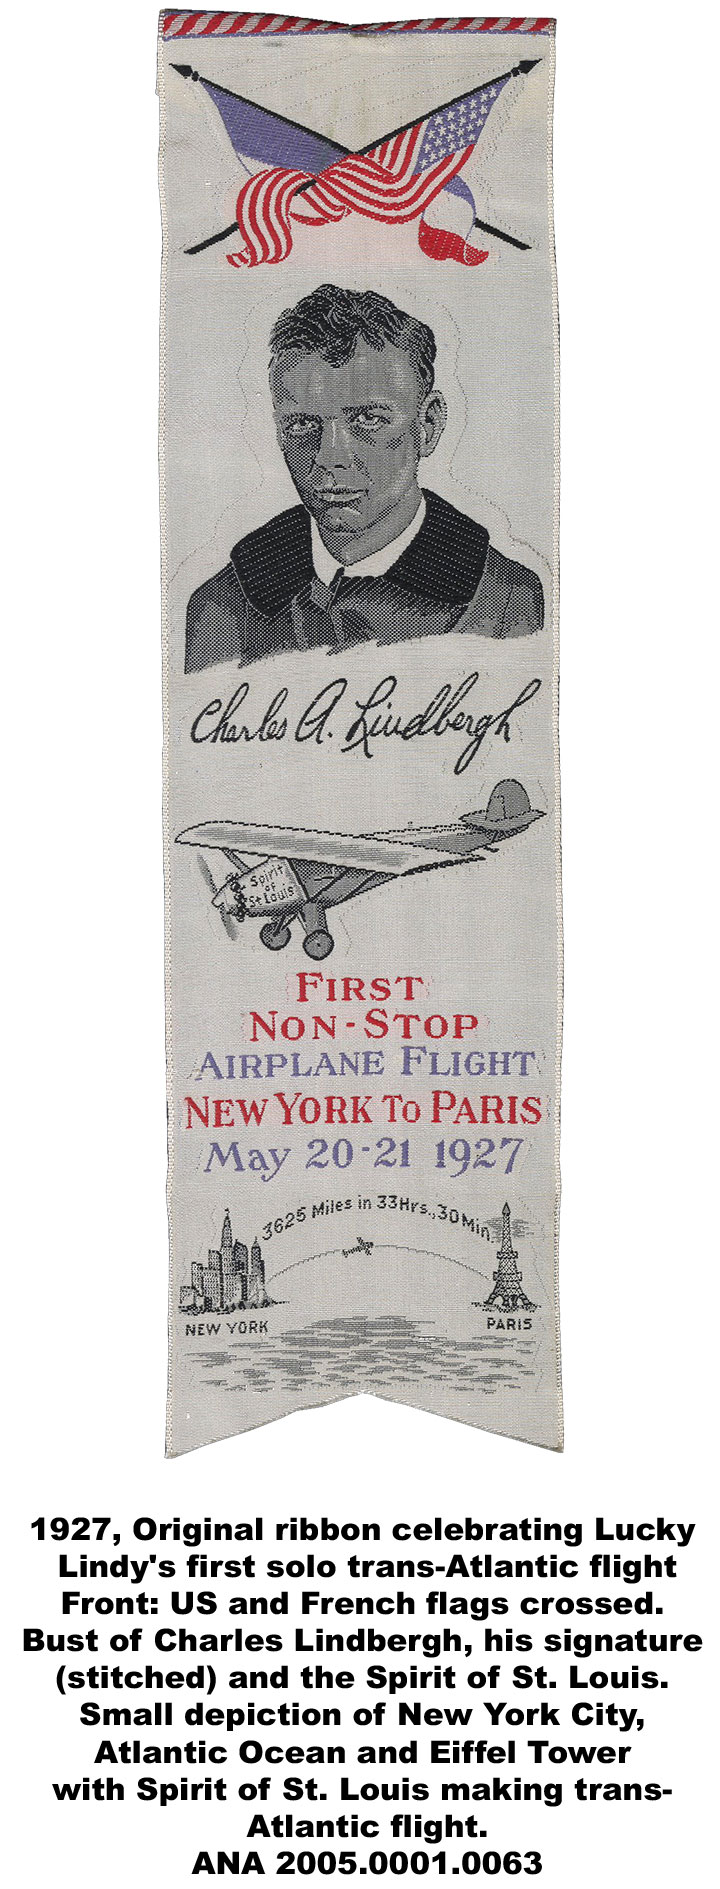 Charles A. Lindbergh
Spirit
of
St Louis
FIRST
NON-STOP
AIRPLANE FLIGHT
NEW YORK TO PARIS
May 20-21 1927
3625 Miles in 33Hrs., 30Min.
NEW YORK
PARIS
1927, Original ribbon celebrating Lucky
Lindy's first solo trans-Atlantic flight
Front: US and French flags crossed.
Bust of Charles Lindbergh, his signature
(stitched) and the Spirit of St. Louis.
Small depiction of New York City,
Atlantic Ocean and Eiffel Tower
with Spirit of St. Louis making trans-
Atlantic flight.
ANA 2005.0001.0063